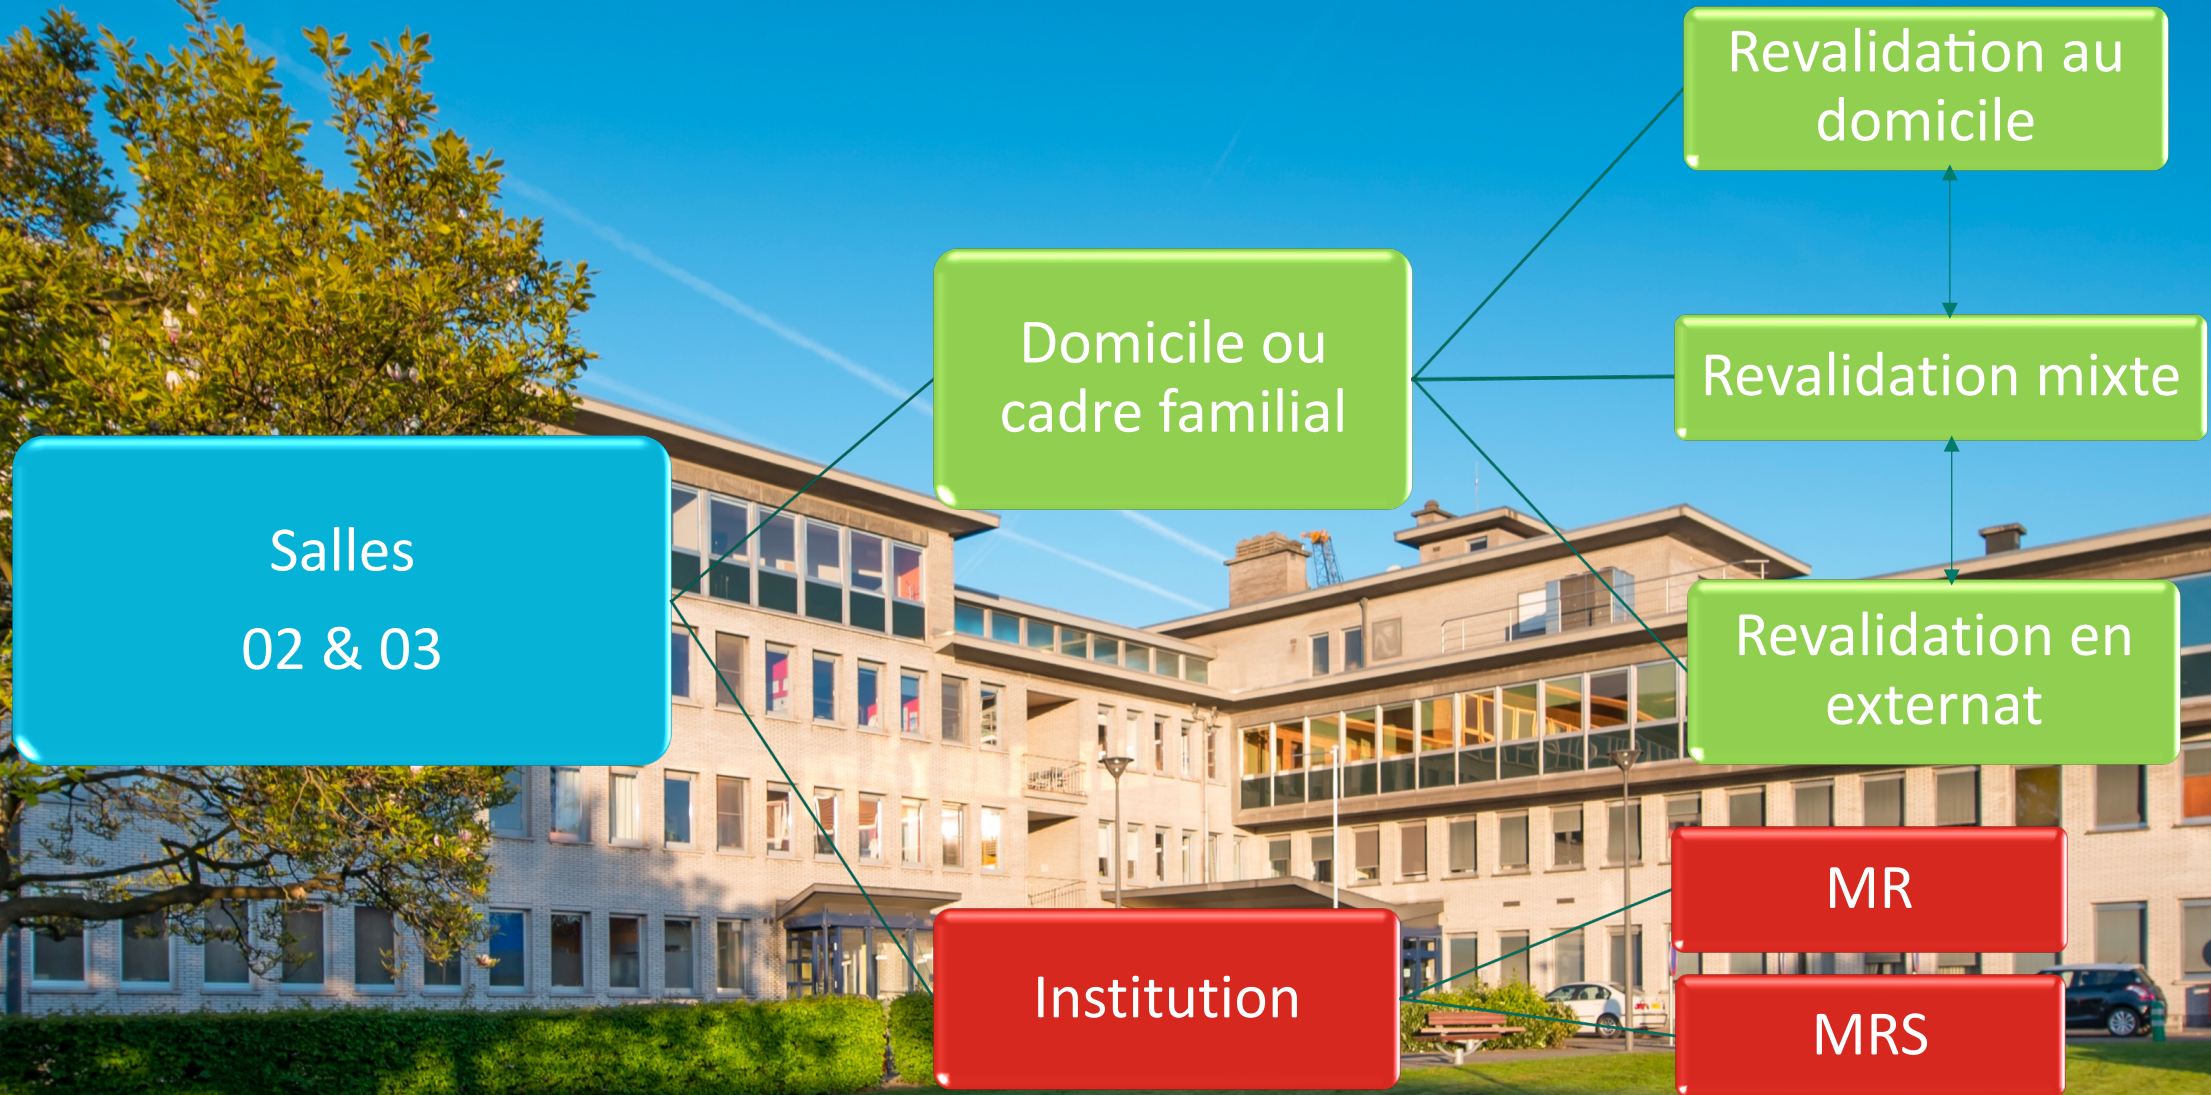 Salles
02 & 03
Domicile ou
cadre familial
Revalidation au
domicile
Revalidation mixte
Revalidation en
externat
Institution
MR
MRS